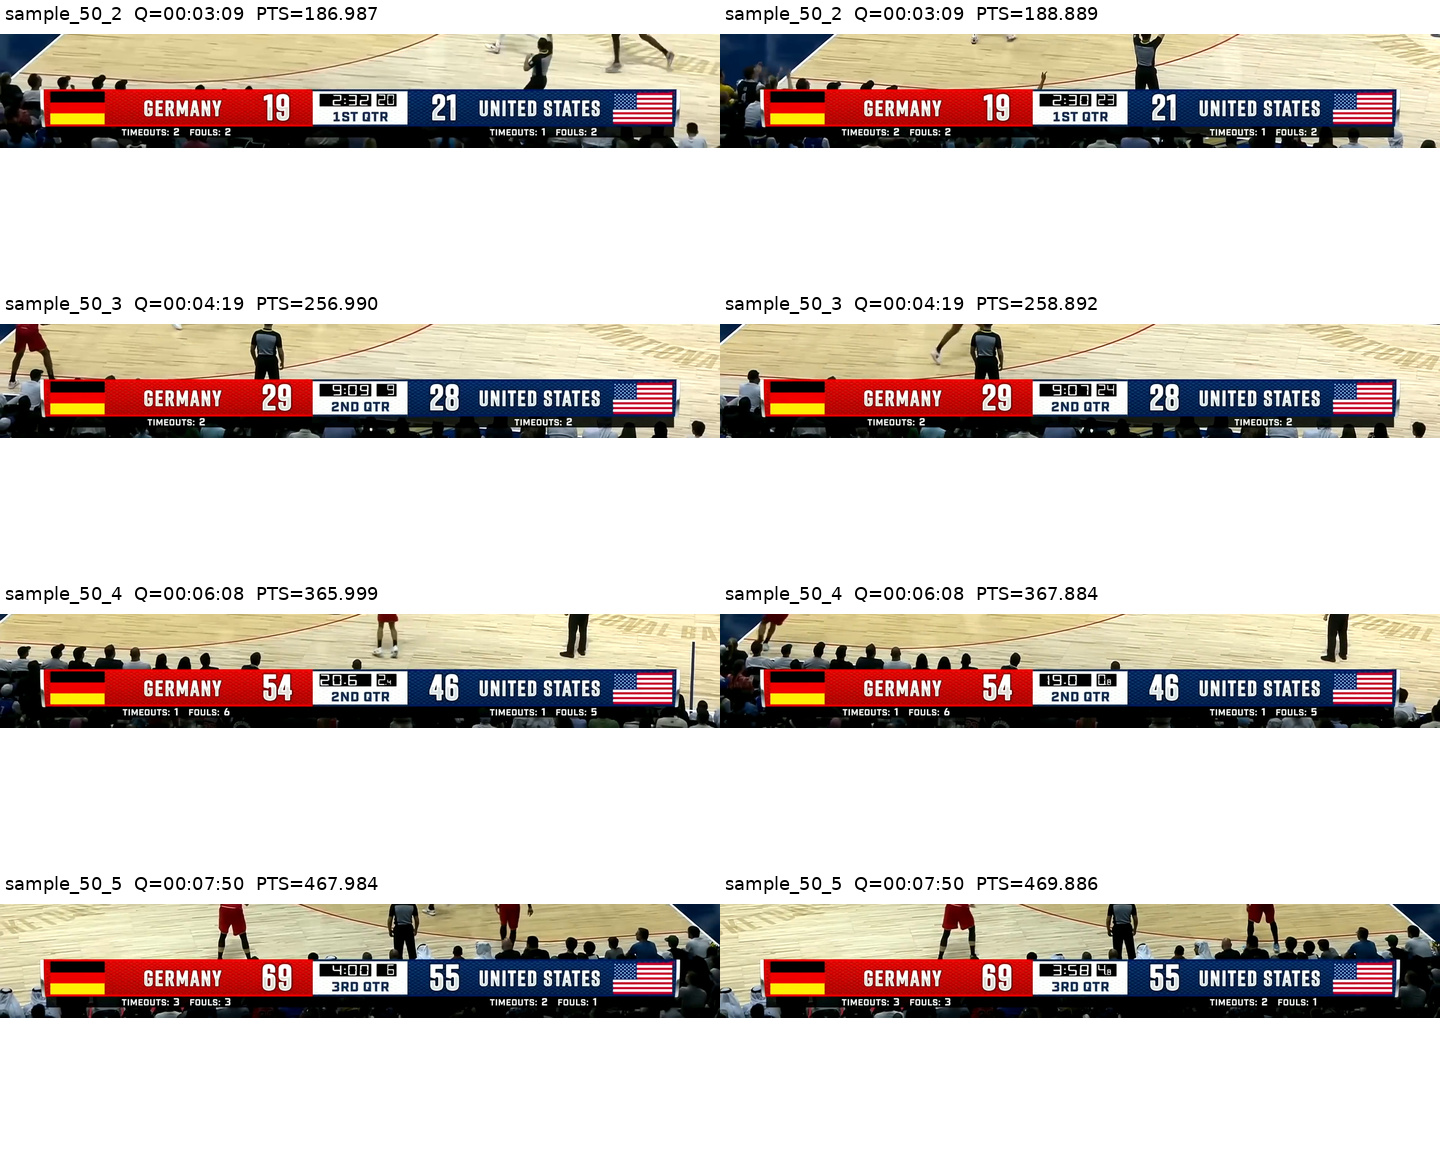 sample_50_2 Q=00:03:09 PTS=186.987
sample_50_2 Q=00:03:09 PTS=188.889
GERMANY 19 2:32 20 1ST QTR 21 UNITED STATES
TIMEOUTS: 2 FOULS: 2 TIMEOUTS: 1 FOULS: 2
GERMANY 19 2:30 23 1ST QTR 21 UNITED STATES
TIMEOUTS: 2 FOULS: 2 TIMEOUTS: 1 FOULS: 2
sample_50_3 Q=00:04:19 PTS=256.990
sample_50_3 Q=00:04:19 PTS=258.892
GERMANY 29 9:09 9 2ND QTR 28 UNITED STATES
TIMEOUTS: 2 TIMEOUTS: 2
GERMANY 29 9:07 24 2ND QTR 28 UNITED STATES
TIMEOUTS: 2 TIMEOUTS: 2
sample_50_4 Q=00:06:08 PTS=365.999
sample_50_4 Q=00:06:08 PTS=367.884
GERMANY 54 20.6 2.4 2ND QTR 46 UNITED STATES
TIMEOUTS: 1 FOULS: 6 TIMEOUTS: 1 FOULS: 5
GERMANY 54 19.0 0.8 2ND QTR 46 UNITED STATES
TIMEOUTS: 1 FOULS: 6 TIMEOUTS: 1 FOULS: 5
sample_50_5 Q=00:07:50 PTS=467.984
sample_50_5 Q=00:07:50 PTS=469.886
GERMANY 69 4:00 6 3RD QTR 55 UNITED STATES
TIMEOUTS: 3 FOULS: 3 TIMEOUTS: 2 FOULS: 1
GERMANY 69 3:58 4.8 3RD QTR 55 UNITED STATES
TIMEOUTS: 3 FOULS: 3 TIMEOUTS: 2 FOULS: 1